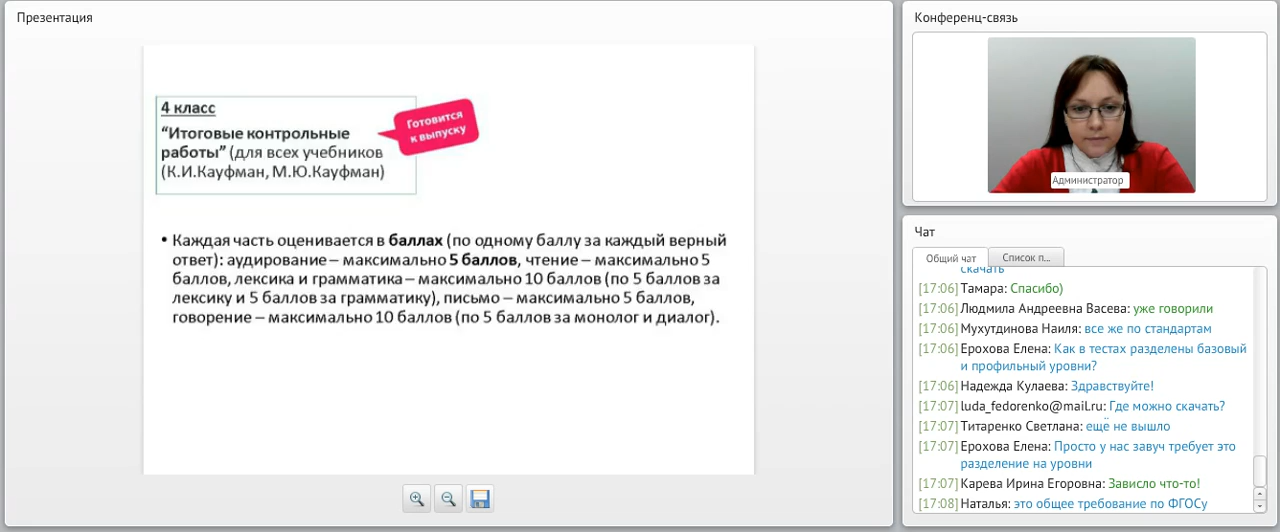 Презентация
4 класс
“Итоговые контрольные
работы” (для всех учебников
(К.И.Кауфман, М.Ю.Кауфман)
Готовится
к выпуску
• Каждая часть оценивается в баллах (по одному баллу за каждый верный
ответ): аудирование – максимально 5 баллов, чтение – максимально 5
баллов, лексика и грамматика – максимально 10 баллов (по 5 баллов за
лексику и 5 баллов за грамматику), письмо – максимально 5 баллов,
говорение – максимально 10 баллов (по 5 баллов за монолог и диалог).
Конференц-связь
Администратор
Чат
Общий чат
Список п...
скачать
[17:06] Тамара: Спасибо)
[17:06] Людмила Андреевна Васева: уже говорили
[17:06] Мухутдинова Наиля: все же по стандартам
[17:06] Ерохова Елена: Как в тестах разделены базовый
и профильный уровни?
[17:06] Надежда Кулаева: Здравствуйте!
[17:07] luda_fedorenko@mail.ru: Где можно скачать?
[17:07] Титаренко Светлана: ещё не вышло
[17:07] Ерохова Елена: Просто у нас завуч требует это
разделение на уровни
[17:07] Карева Ирина Егоровна: Зависло что-то!
[17:08] Наталья: это общее требование по ФГОСу